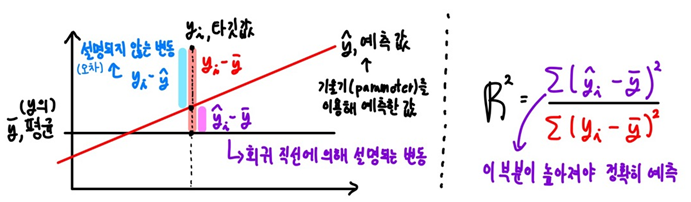 yᵢ, 타깃값
설명되지 않는 변동
(오차)
yᵢ - ŷ
yᵢ - ȳ
ŷ, 예측 값
기울기(parameter)를
이용해 예측한 값
(y의)
ȳ, 평균
ŷᵢ - ȳ
회귀 직선에 의해 설명되는 변동
R² = Σ(ŷᵢ - ȳ)² / Σ(yᵢ - ȳ)²
이 부분이 높아져야 정확히 예측